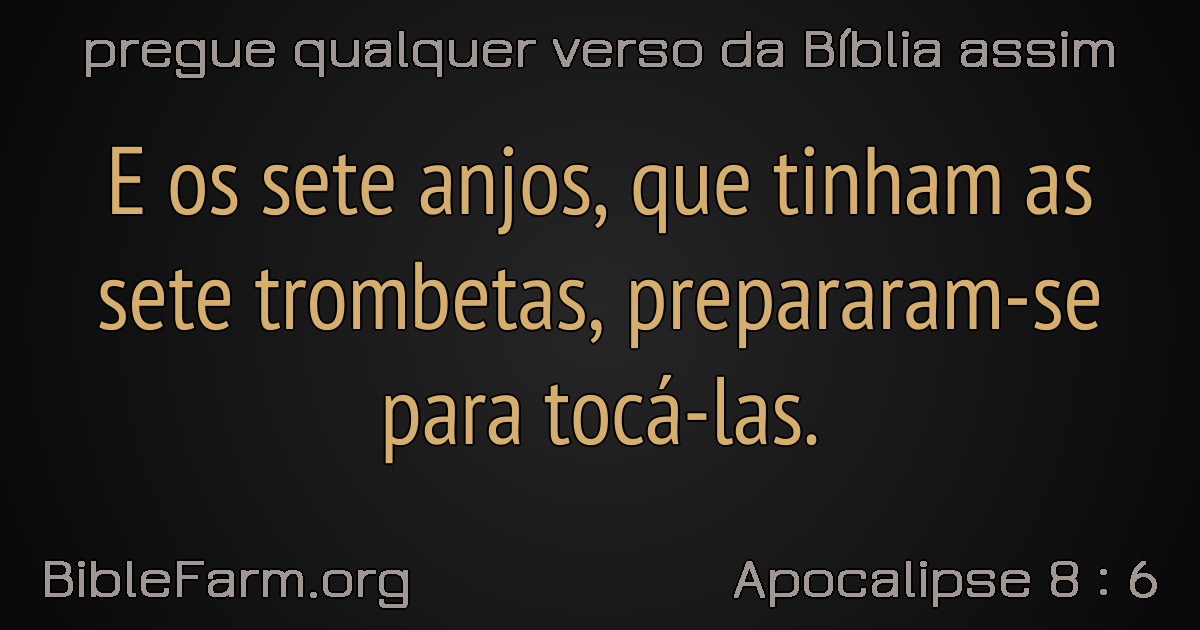 pregue qualquer verso da Bíblia assim
E os sete anjos, que tinham as
sete trombetas, prepararam-se
para tocá-las.
BibleFarm.org
Apocalipse 8 : 6